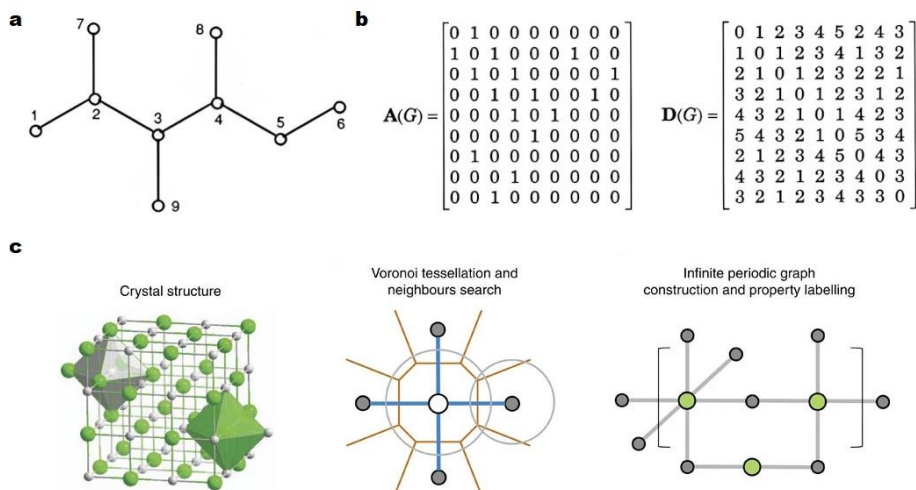 a
7
8
1
2
3
4
5
6
9
b
A(G) =
0 1 0 0 0 0 0 0 0
1 0 1 0 0 0 1 0 0
0 1 0 1 0 0 0 0 1
0 0 1 0 1 0 0 1 0
0 0 0 1 0 1 0 0 0
0 0 0 0 1 0 0 0 0
0 1 0 0 0 0 0 0 0
0 0 0 1 0 0 0 0 0
0 0 1 0 0 0 0 0 0
D(G) =
0 1 2 3 4 5 2 4 3
1 0 1 2 3 4 1 3 2
2 1 0 1 2 3 2 2 1
3 2 1 0 1 2 3 1 2
4 3 2 1 0 1 4 2 3
5 4 3 2 1 0 5 3 4
2 1 2 3 4 5 0 4 3
4 3 2 1 2 3 4 0 3
3 2 1 2 3 4 3 3 0
c
Crystal structure
Voronoi tessellation and
neighbours search
Infinite periodic graph
construction and property labelling